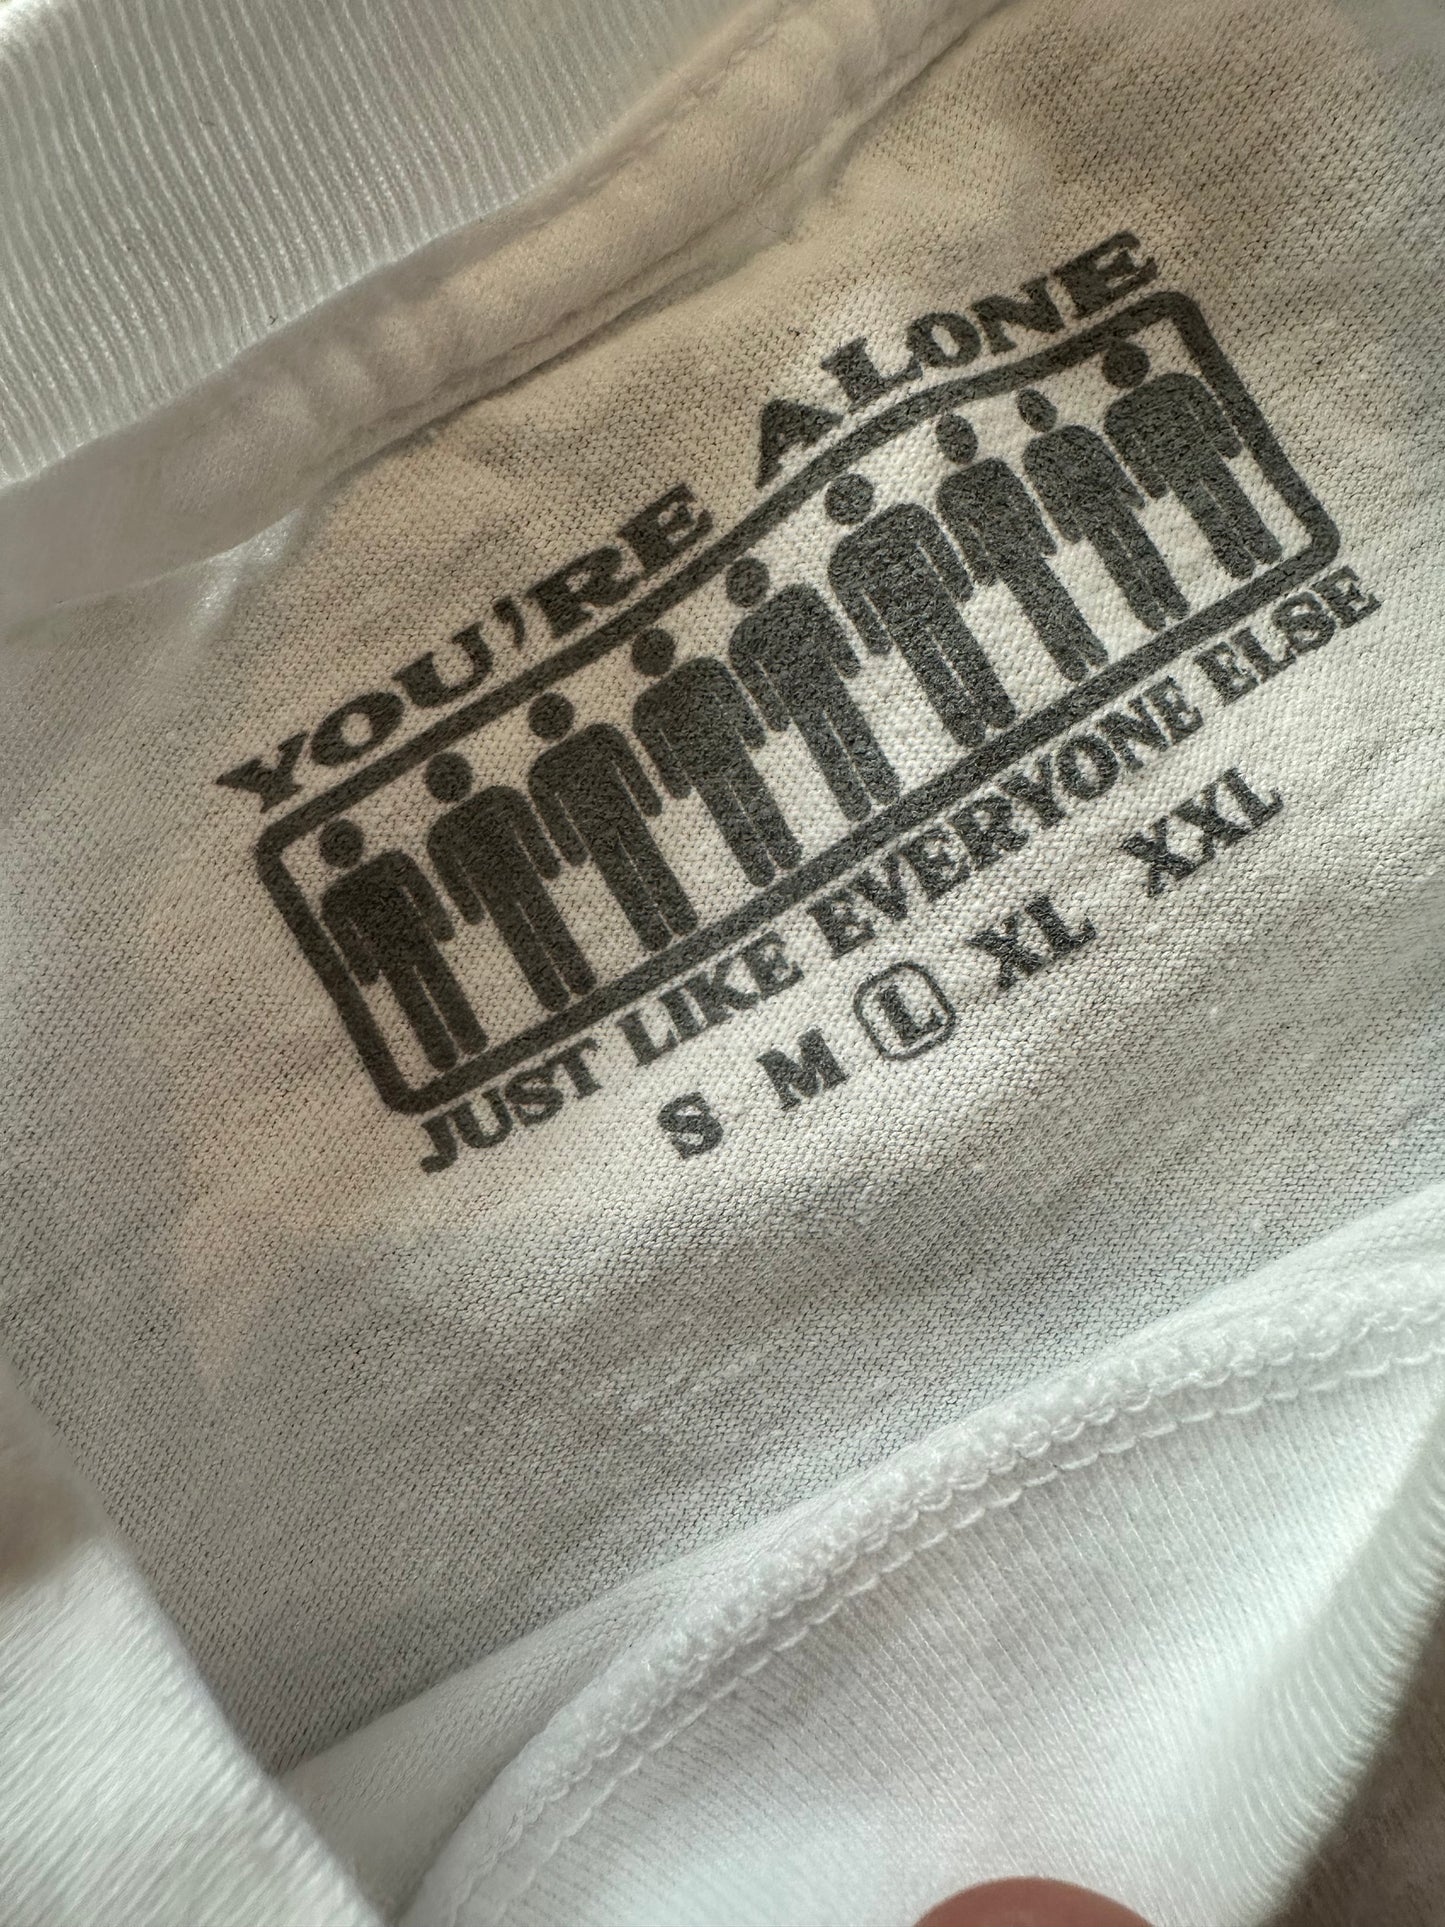 YOU'RE ALONE
JUST LIKE EVERYONE ELSE
S M L XL XXL